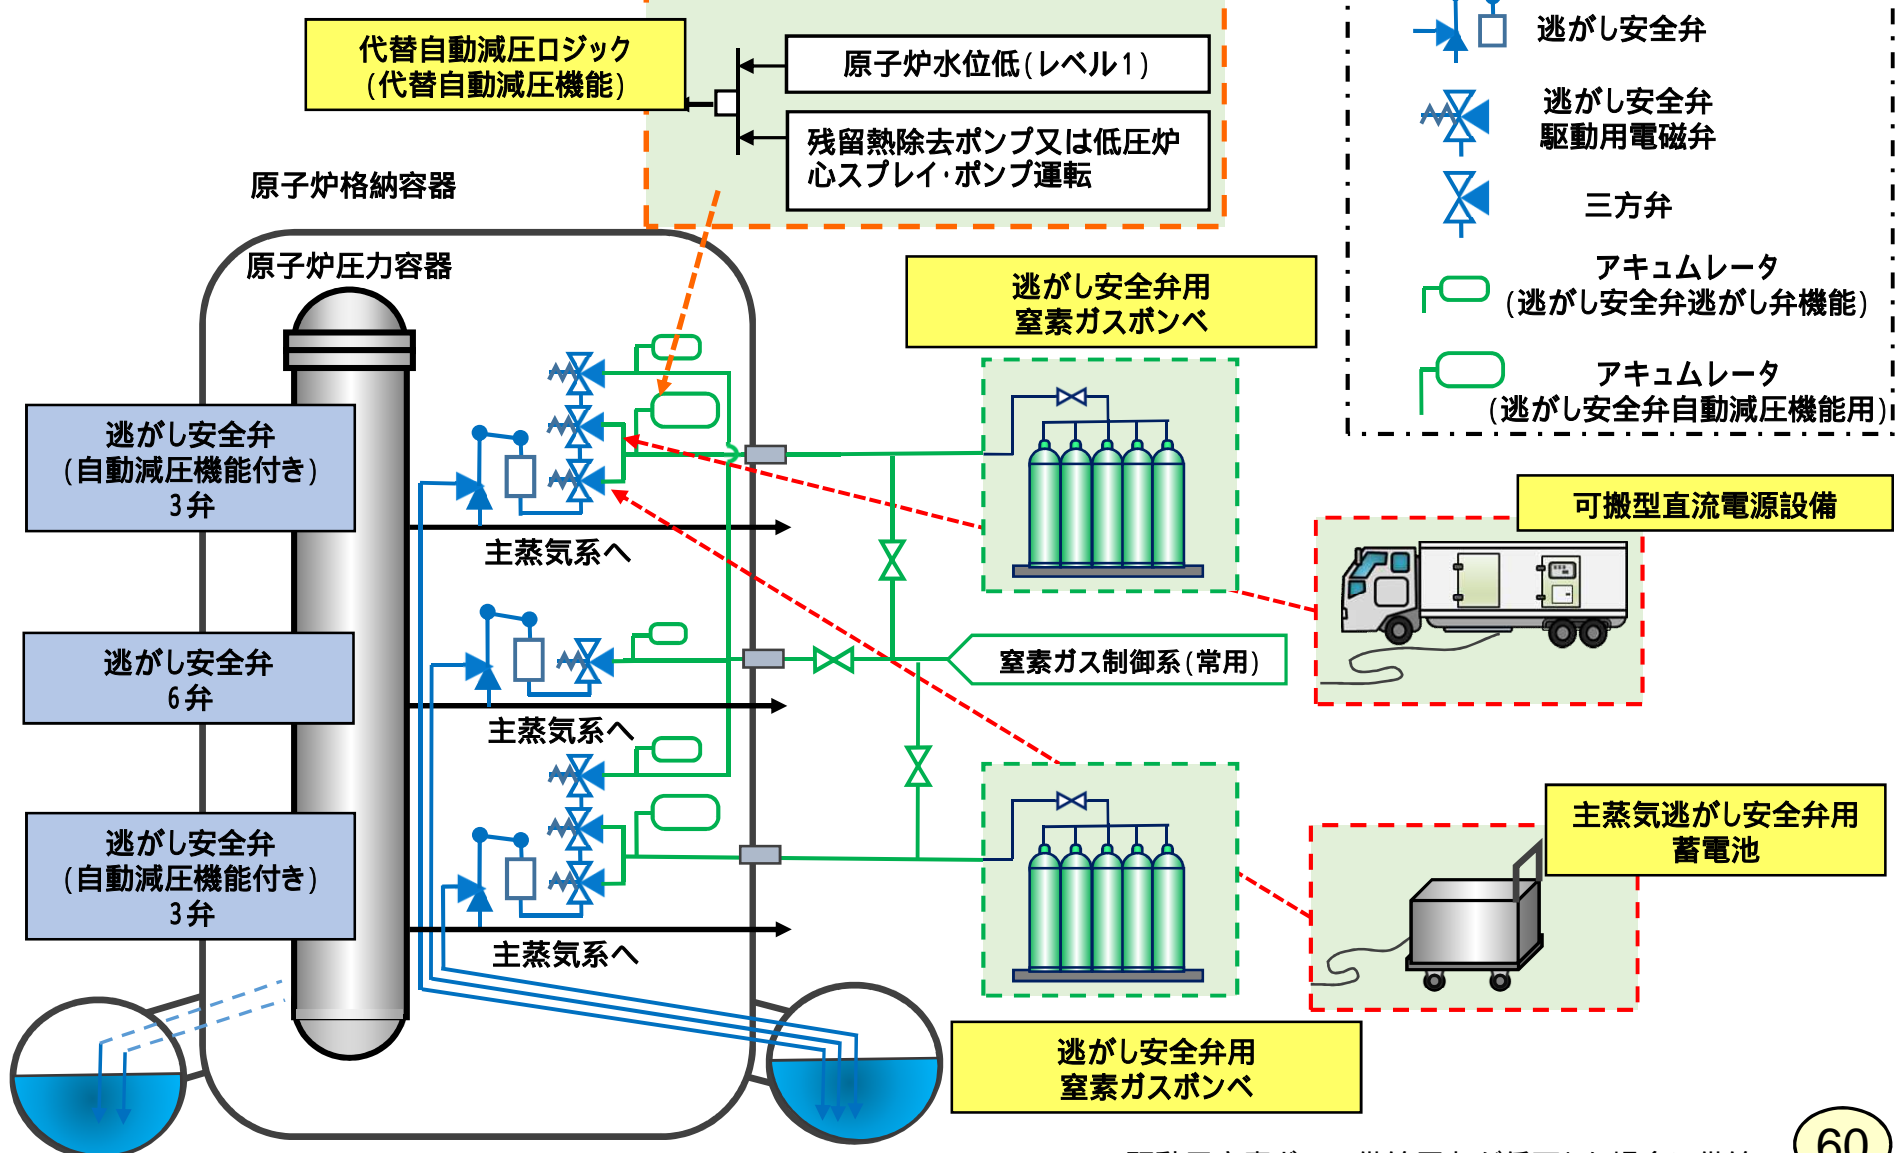 代替自動減圧ロジック
(代替自動減圧機能)
原子炉水位低(レベル1)
残留熱除去ポンプ又は低圧炉
心スプレイ・ポンプ運転
逃がし安全弁
逃がし安全弁
駆動用電磁弁
三方弁
アキュムレータ
(逃がし安全弁逃がし弁機能)
アキュムレータ
(逃がし安全弁自動減圧機能用)
原子炉格納容器
原子炉圧力容器
逃がし安全弁用
窒素ガスボンベ
逃がし安全弁
(自動減圧機能付き)
3弁
主蒸気系へ
可搬型直流電源設備
逃がし安全弁
6弁
窒素ガス制御系(常用)
主蒸気系へ
主蒸気逃がし安全弁用
蓄電池
逃がし安全弁
(自動減圧機能付き)
3弁
主蒸気系へ
逃がし安全弁用
窒素ガスボンベ
60